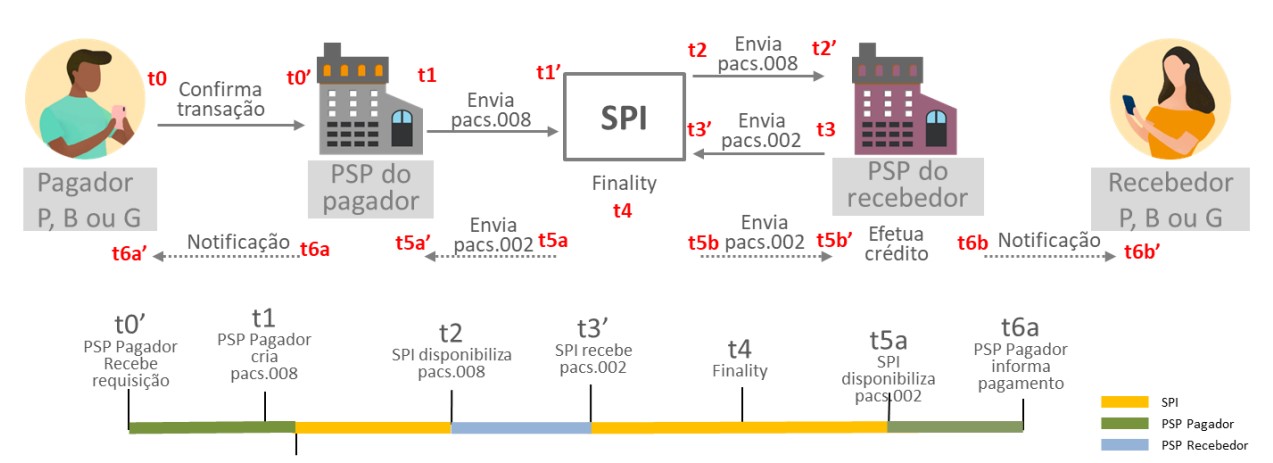 t0
Confirma
transação
t0’
t1
Envia
pacs.008
t1’
SPI
t2
Envia
pacs.008
t2’
t3’
Envia
pacs.002
t3
Pagador
P, B ou G
PSP do
pagador
Finality
t4
PSP do
recebedor
Recebedor
P, B ou G
t6a’
Notificação
t6a
t5a’
Envia
pacs.002
t5a
t5b
Envia
pacs.002
t5b’
Efetua
crédito
t6b
Notificação
t6b’
t0’
PSP Pagador
Recebe
requisição
t1
PSP Pagador
cria
pacs.008
t2
SPI disponibiliza
pacs.008
t3’
SPI recebe
pacs.002
t4
Finality
t5a
SPI
disponibiliza
pacs.002
t6a
PSP Pagador
informa
pagamento
SPI
PSP Pagador
PSP Recebedor